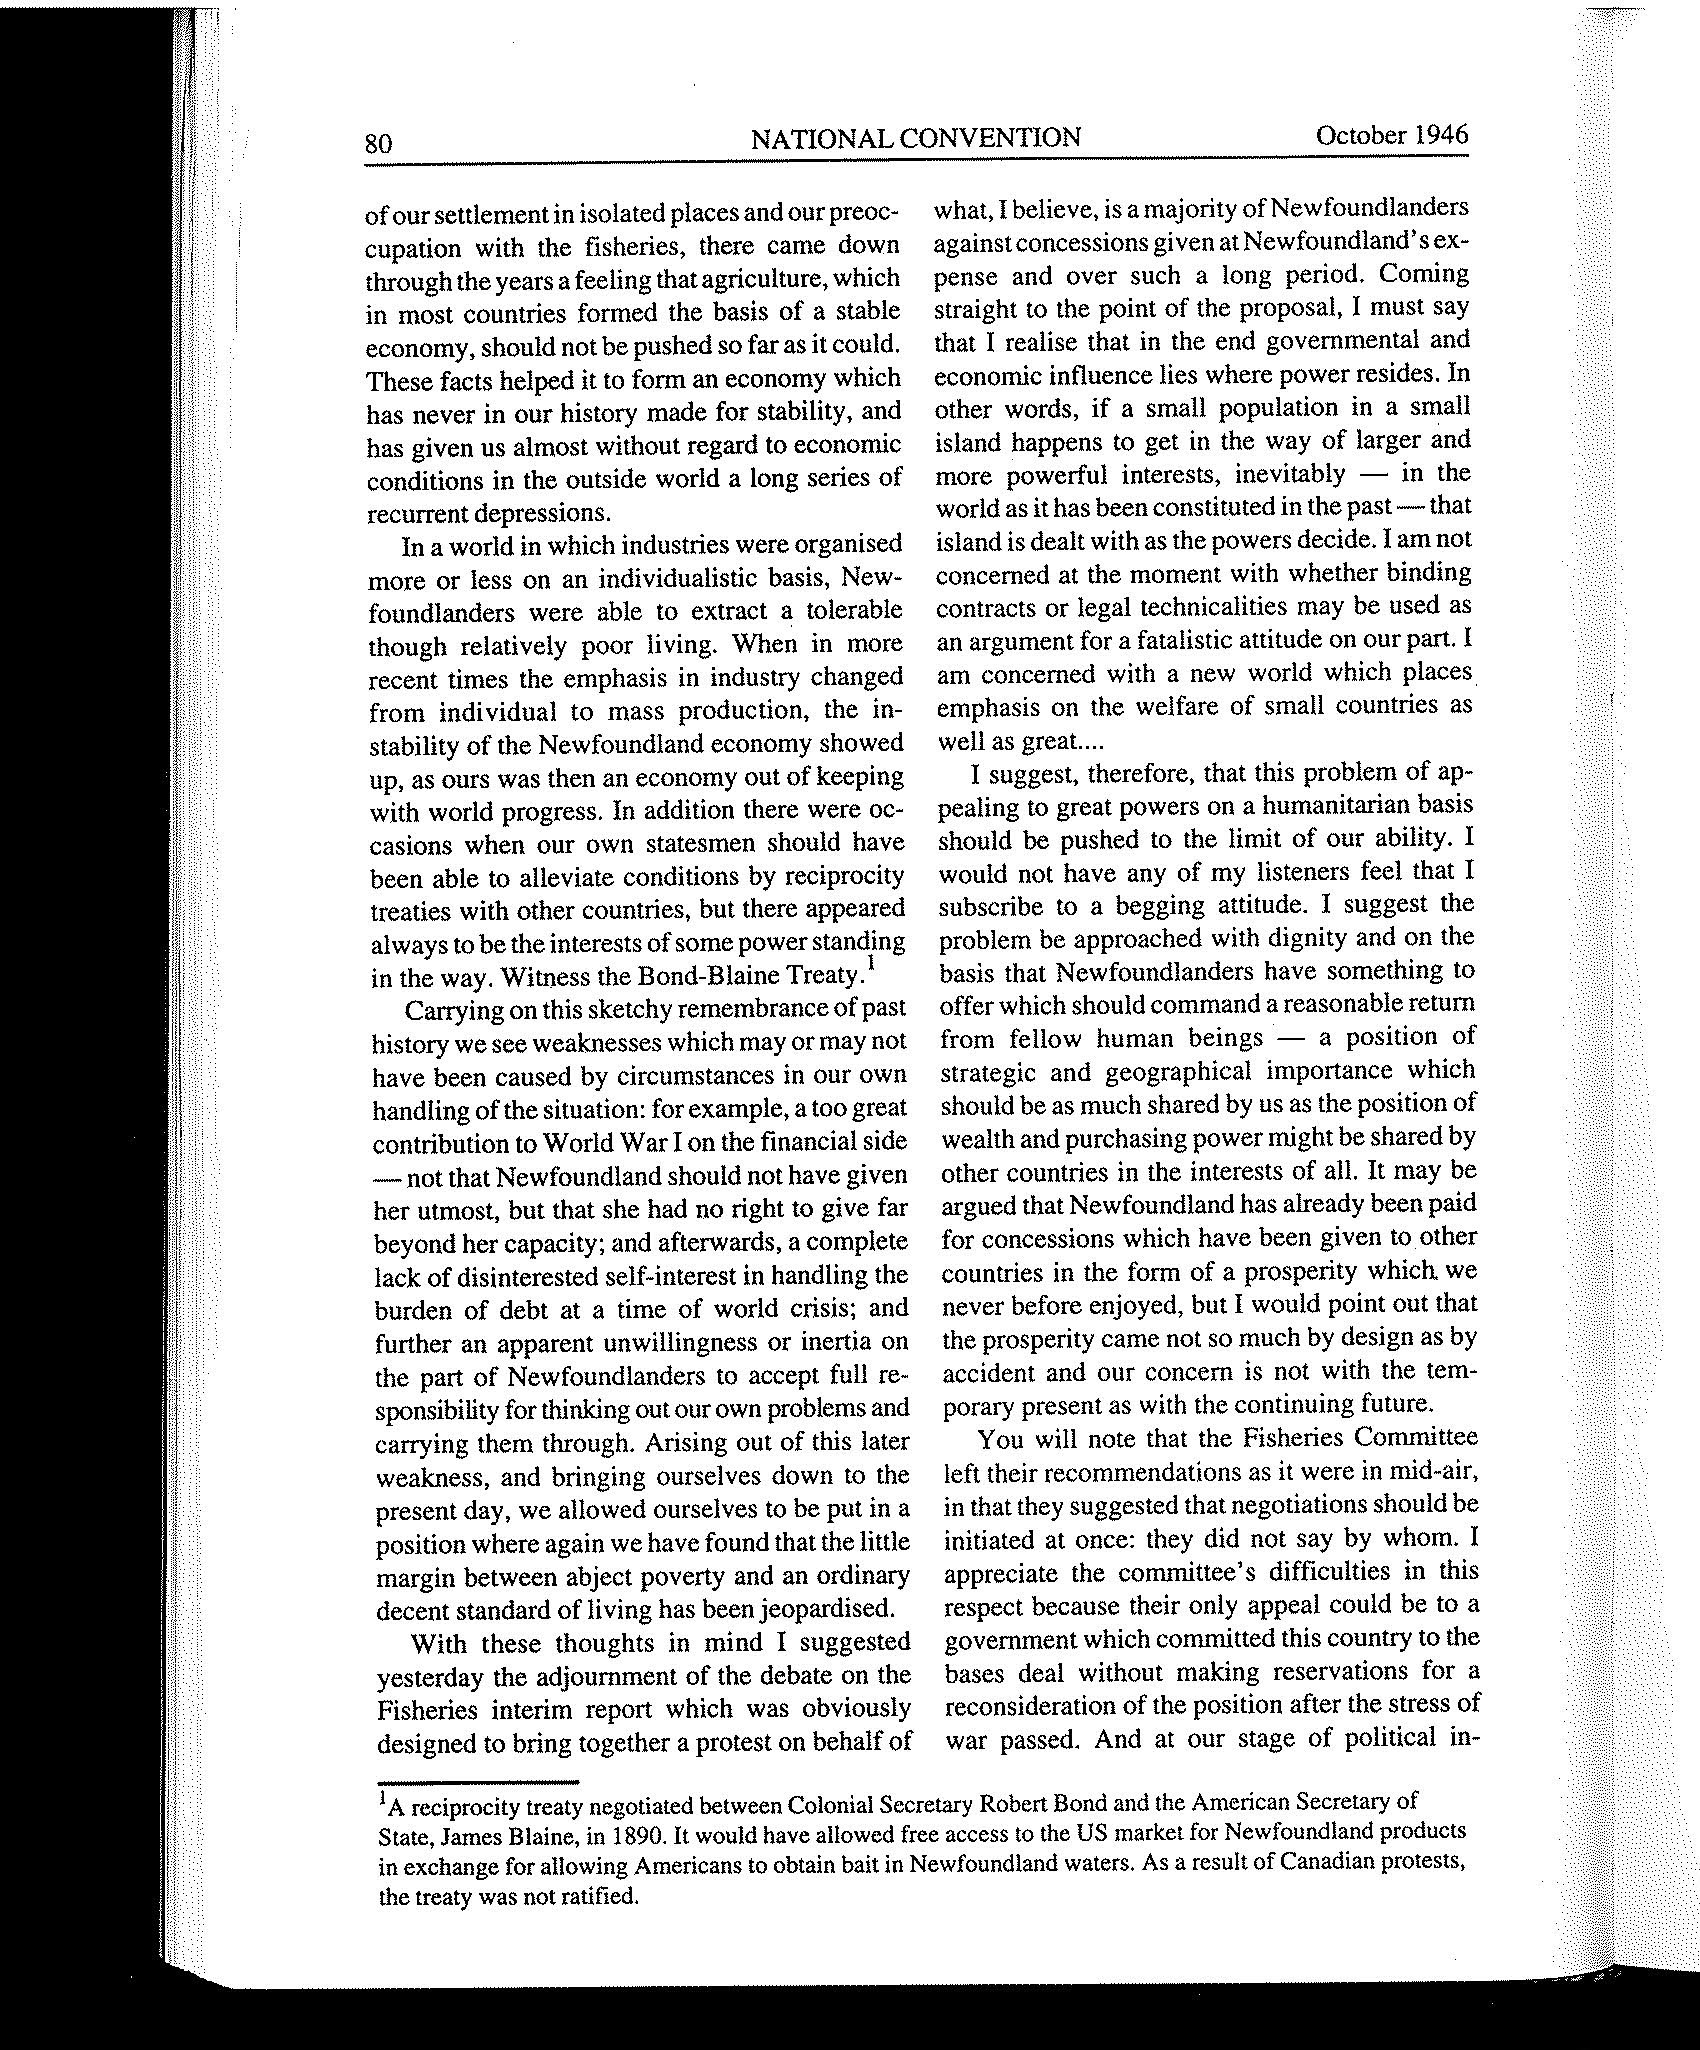 80
NATIONAL CONVENTION
October 1946
of our settlement in isolated places and our preoc-
cupation with the fisheries, there came down
through the years a feeling that agriculture, which
in most countries formed the basis of a stable
economy, should not be pushed so far as it could.
These facts helped it to form an economy which
has never in our history made for stability, and
has given us almost without regard to economic
conditions in the outside world a long series of
recurrent depressions.
In a world in which industries were organised
more or less on an individualistic basis, New-
foundlanders were able to extract a tolerable
though relatively poor living. When in more
recent times the emphasis in industry changed
from individual to mass production, the in-
stability of the Newfoundland economy showed
up, as ours was then an economy out of keeping
with world progress. In addition there were oc-
casions when our own statesmen should have
been able to alleviate conditions by reciprocity
treaties with other countries, but there appeared
always to be the interests of some power standing
in the way. Witness the Bond-Blaine Treaty.1
Carrying on this sketchy remembrance of past
history we see weaknesses which may or may not
have been caused by circumstances in our own
handling of the situation: for example, a too great
contribution to World War I on the financial side
— not that Newfoundland should not have given
her utmost, but that she had no right to give far
beyond her capacity; and afterwards, a complete
lack of disinterested self-interest in handling the
burden of debt at a time of world crisis; and
further an apparent unwillingness or inertia on
the part of Newfoundlanders to accept full re-
sponsibility for thinking out our own problems and
carrying them through. Arising out of this later
weakness, and bringing ourselves down to the
present day, we allowed ourselves to be put in a
position where again we have found that the little
margin between abject poverty and an ordinary
decent standard of living has been jeopardised.
With these thoughts in mind I suggested
yesterday the adjournment of the debate on the
Fisheries interim report which was obviously
designed to bring together a protest on behalf of
what, I believe, is a majority of Newfoundlanders
against concessions given at Newfoundland's ex-
pense and over such a long period. Coming
straight to the point of the proposal, I must say
that I realise that in the end governmental and
economic influence lies where power resides. In
other words, if a small population in a small
island happens to get in the way of larger and
more powerful interests, inevitably — in the
world as it has been constituted in the past — that
island is dealt with as the powers decide. I am not
concerned at the moment with whether binding
contracts or legal technicalities may be used as
an argument for a fatalistic attitude on our part. I
am concerned with a new world which places
emphasis on the welfare of small countries as
well as great....
I suggest, therefore, that this problem of ap-
pealing to great powers on a humanitarian basis
should be pushed to the limit of our ability. I
would not have any of my listeners feel that I
subscribe to a begging attitude. I suggest the
problem be approached with dignity and on the
basis that Newfoundlanders have something to
offer which should command a reasonable return
from fellow human beings — a position of
strategic and geographical importance which
should be as much shared by us as the position of
wealth and purchasing power might be shared by
other countries in the interests of all. It may be
argued that Newfoundland has already been paid
for concessions which have been given to other
countries in the form of a prosperity which we
never before enjoyed, but I would point out that
the prosperity came not so much by design as by
accident and our concern is not with the tem-
porary present as with the continuing future.
You will note that the Fisheries Committee
left their recommendations as it were in mid-air,
in that they suggested that negotiations should be
initiated at once: they did not say by whom. I
appreciate the committee's difficulties in this
respect because their only appeal could be to a
government which committed this country to the
bases deal without making reservations for a
reconsideration of the position after the stress of
war passed. And at our stage of political in-
1A reciprocity treaty negotiated between Colonial Secretary Robert Bond and the American Secretary of
State, James Blaine, in 1890. It would have allowed free access to the US market for Newfoundland products
in exchange for allowing Americans to obtain bait in Newfoundland waters. As a result of Canadian protests,
the treaty was not ratified.